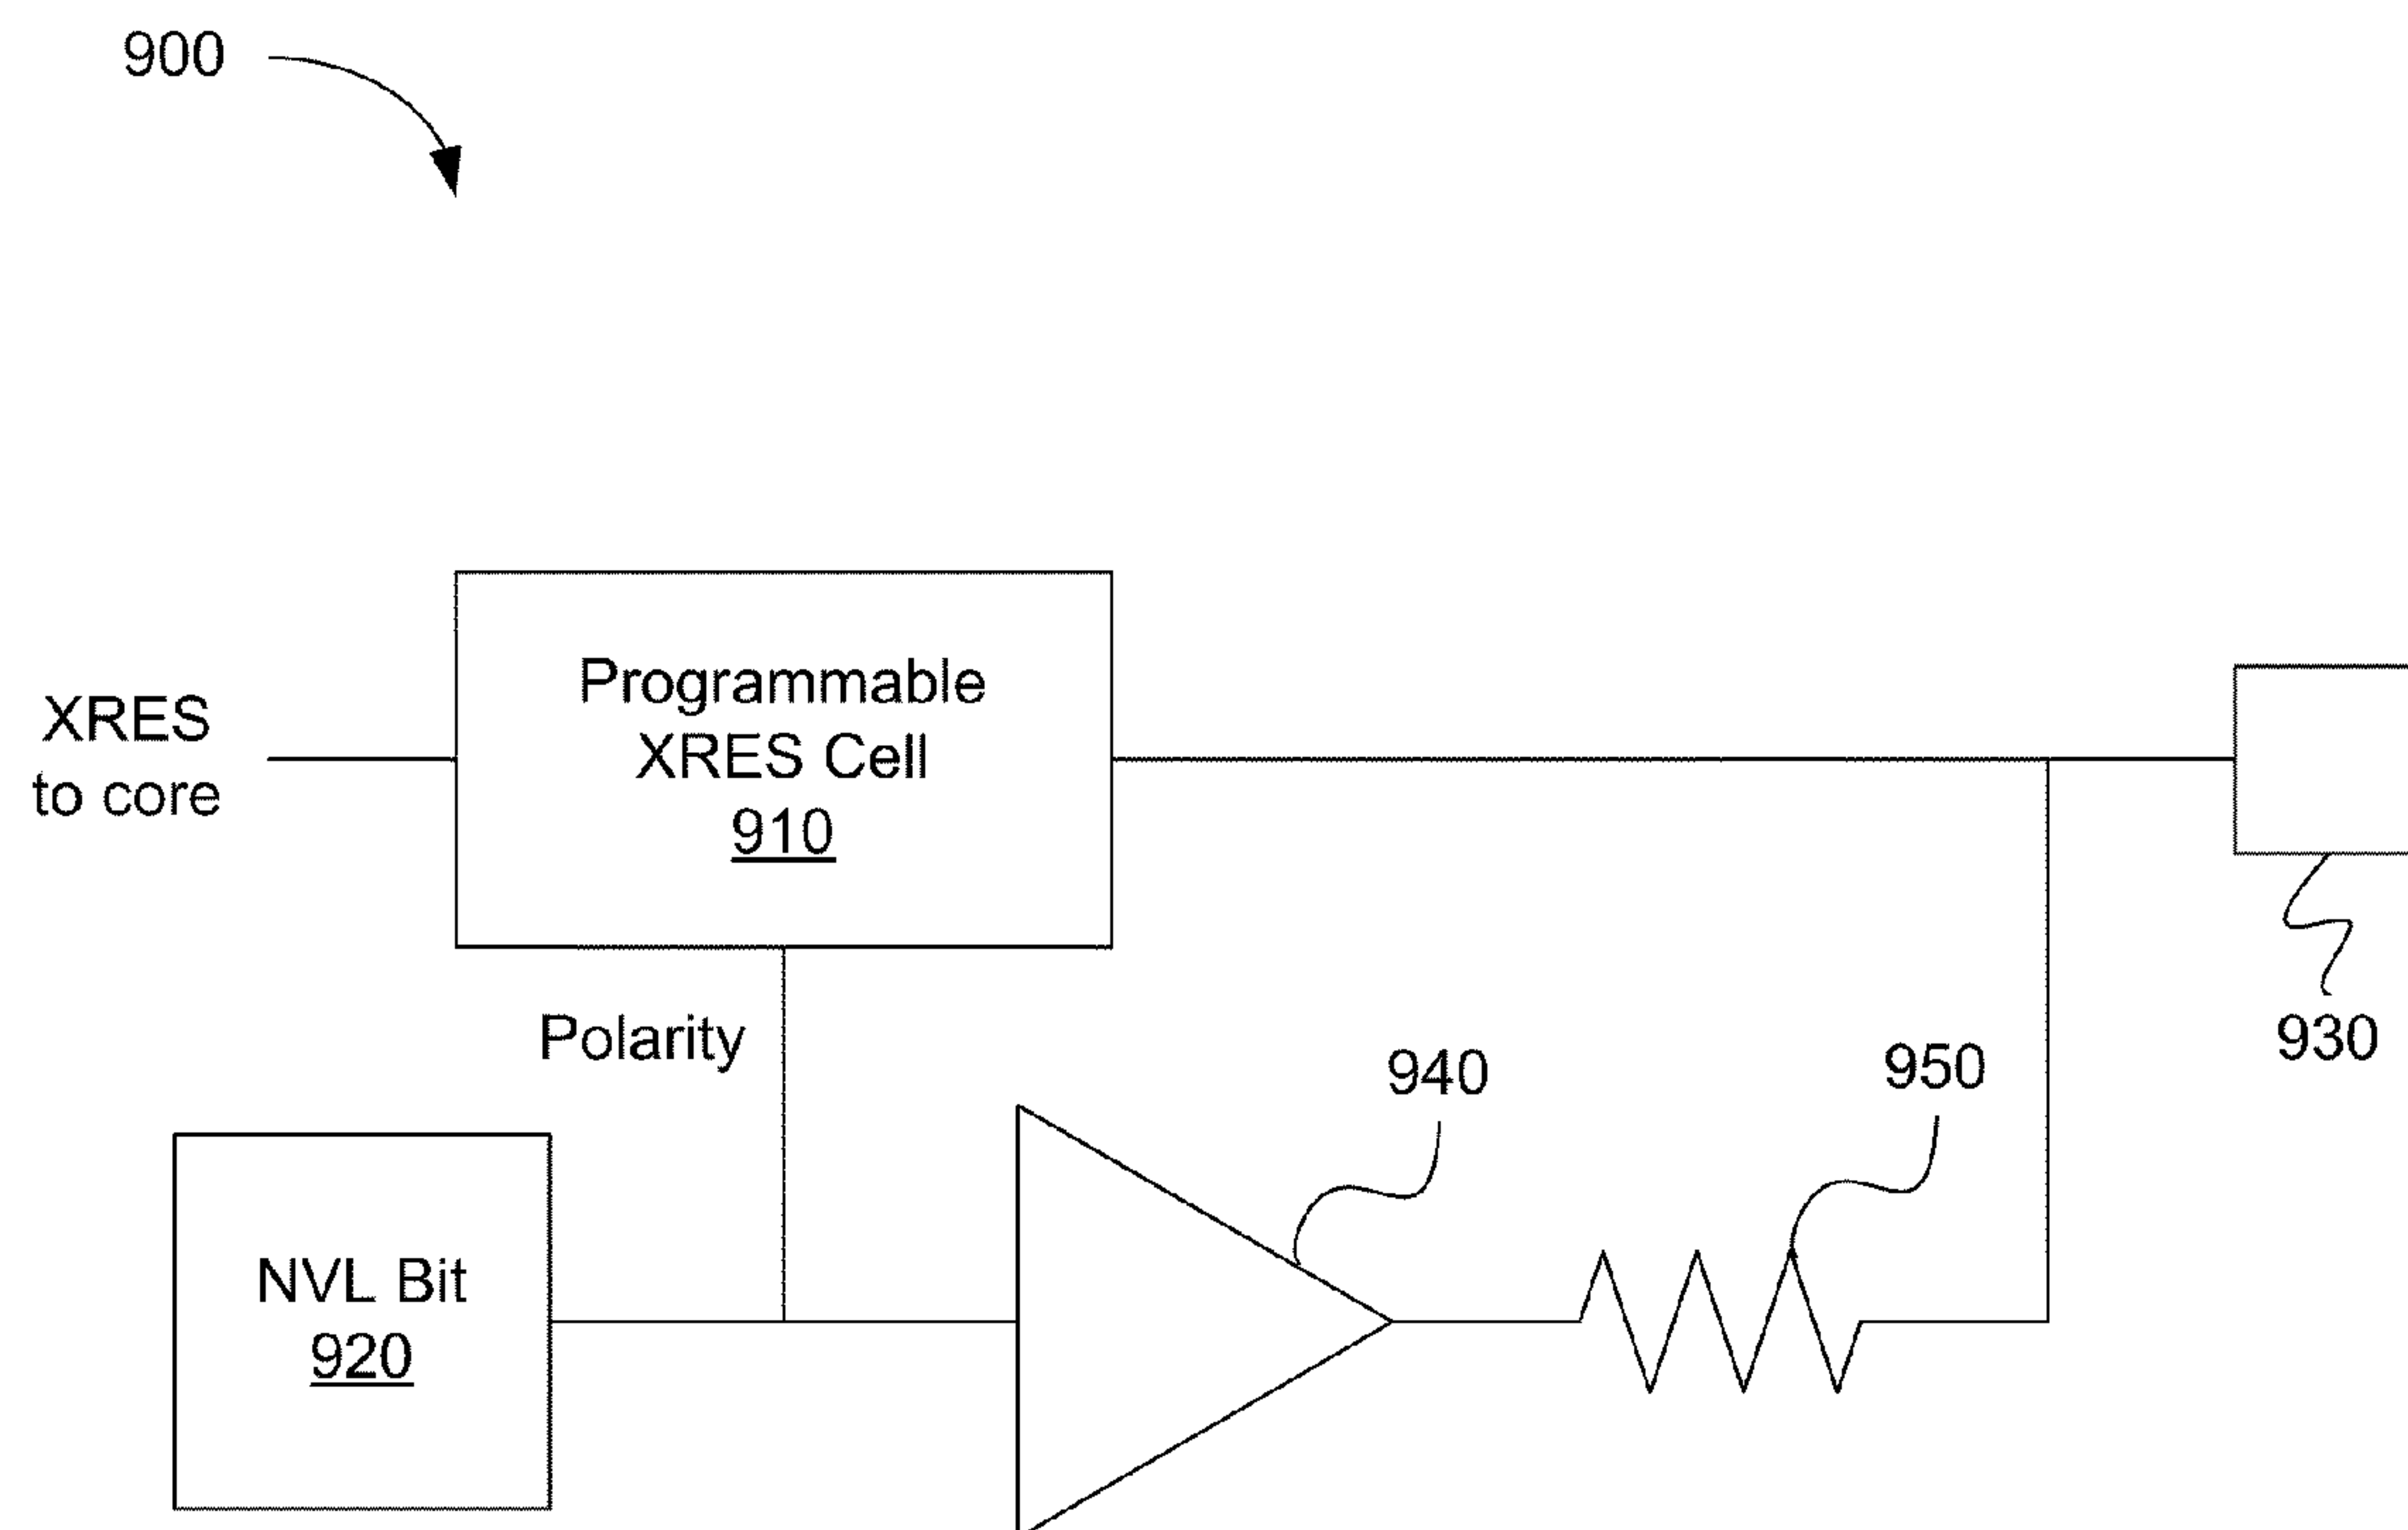 900
XRES
to core
Programmable
XRES Cell
910
930
Polarity
940
950
NVL Bit
920